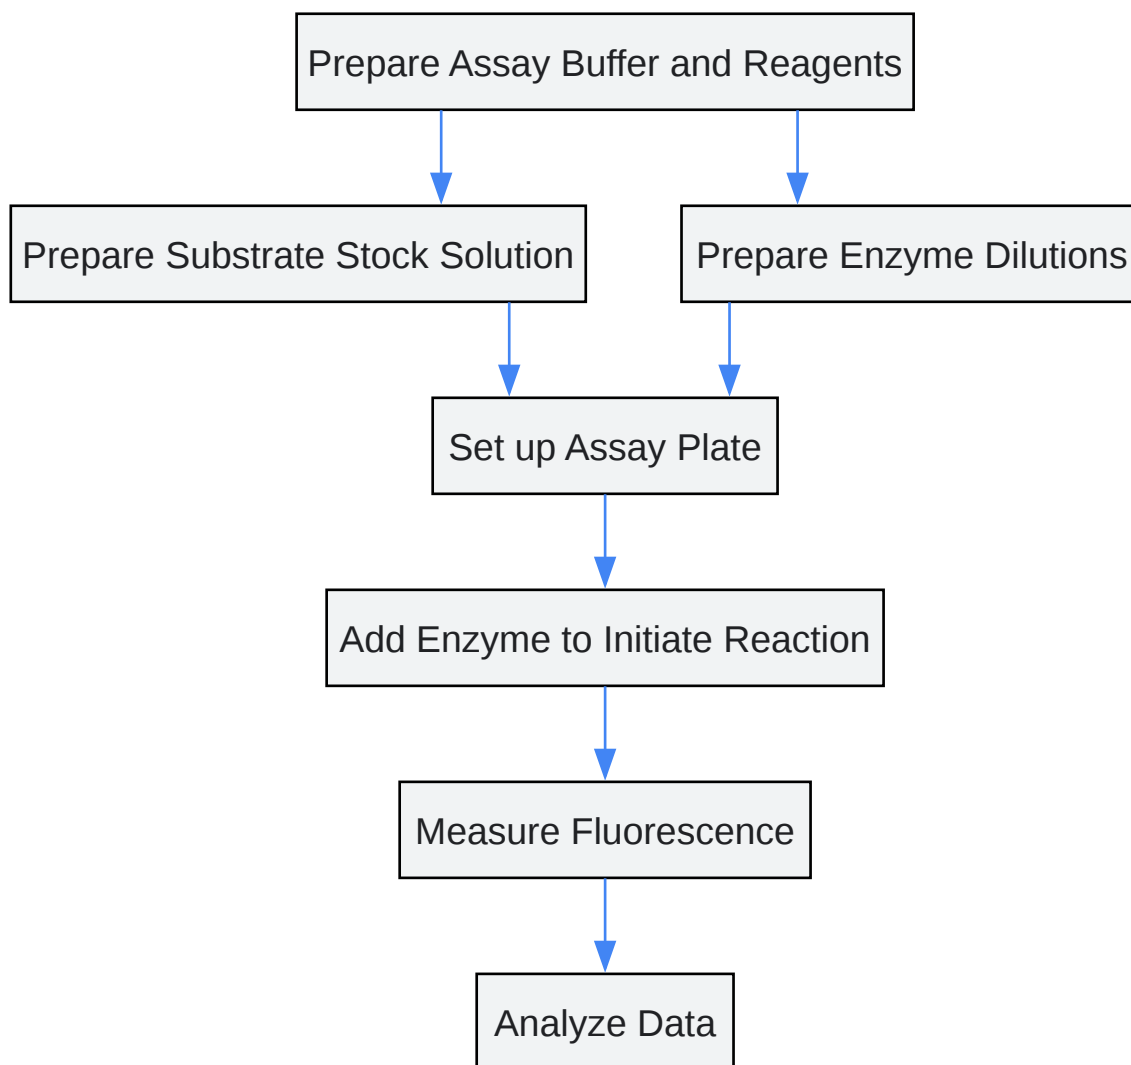 Prepare Assay Buffer and Reagents
Prepare Substrate Stock Solution
Prepare Enzyme Dilutions
Set up Assay Plate
Add Enzyme to Initiate Reaction
Measure Fluorescence
Analyze Data